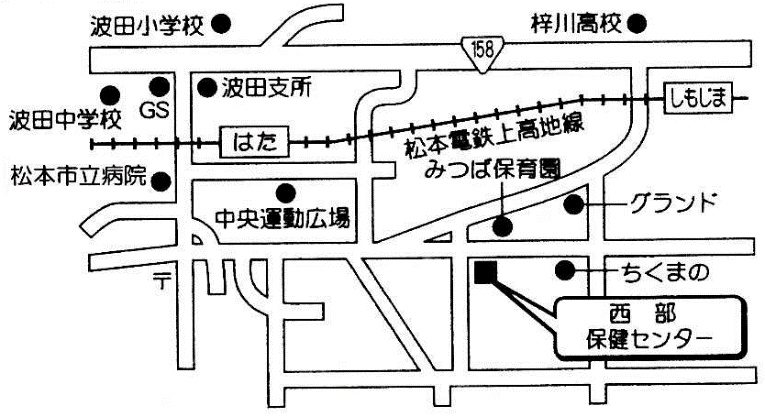 波田小学校
158
梓川高校
波田支所
GS
波田中学校
はた
しもじま
松本電鉄上高地線
松本市立病院
みつば保育園
中央運動広場
グランド
〒
ちくまの
西部
保健センター